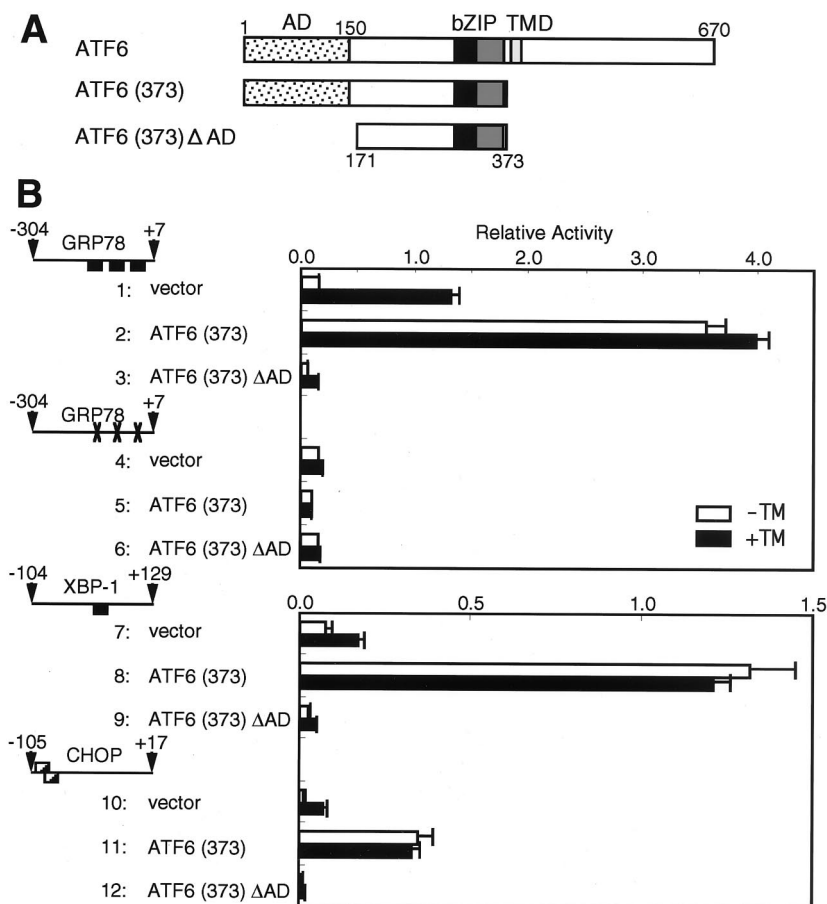 A
1 AD 150 bZIP TMD 670
ATF6
ATF6 (373)
ATF6 (373) Δ AD
171 373
B
-304 GRP78 +7
Relative Activity
0.0 1.0 2.0 3.0 4.0
1: vector
2: ATF6 (373)
3: ATF6 (373) ΔAD
-304 GRP78 +7
4: vector
5: ATF6 (373)
6: ATF6 (373) ΔAD
-TM
+TM
-104 XBP-1 +129
0.0 0.5 1.0 1.5
7: vector
8: ATF6 (373)
9: ATF6 (373) ΔAD
-105 CHOP +17
10: vector
11: ATF6 (373)
12: ATF6 (373) ΔAD